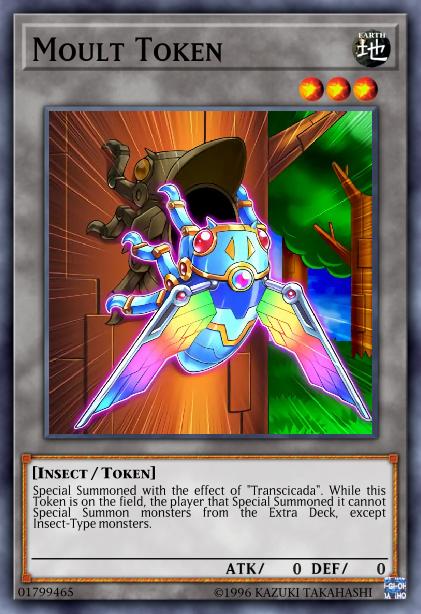 Moult Token
EARTH
地
[Insect / Token]
Special Summoned with the effect of "Transcicada". While this
Token is on the field, the player that Special Summoned it cannot
Special Summon monsters from the Extra Deck, except
Insect-Type monsters.
ATK/ 0 DEF/ 0
01799465 ©1996 KAZUKI TAKAHASHI